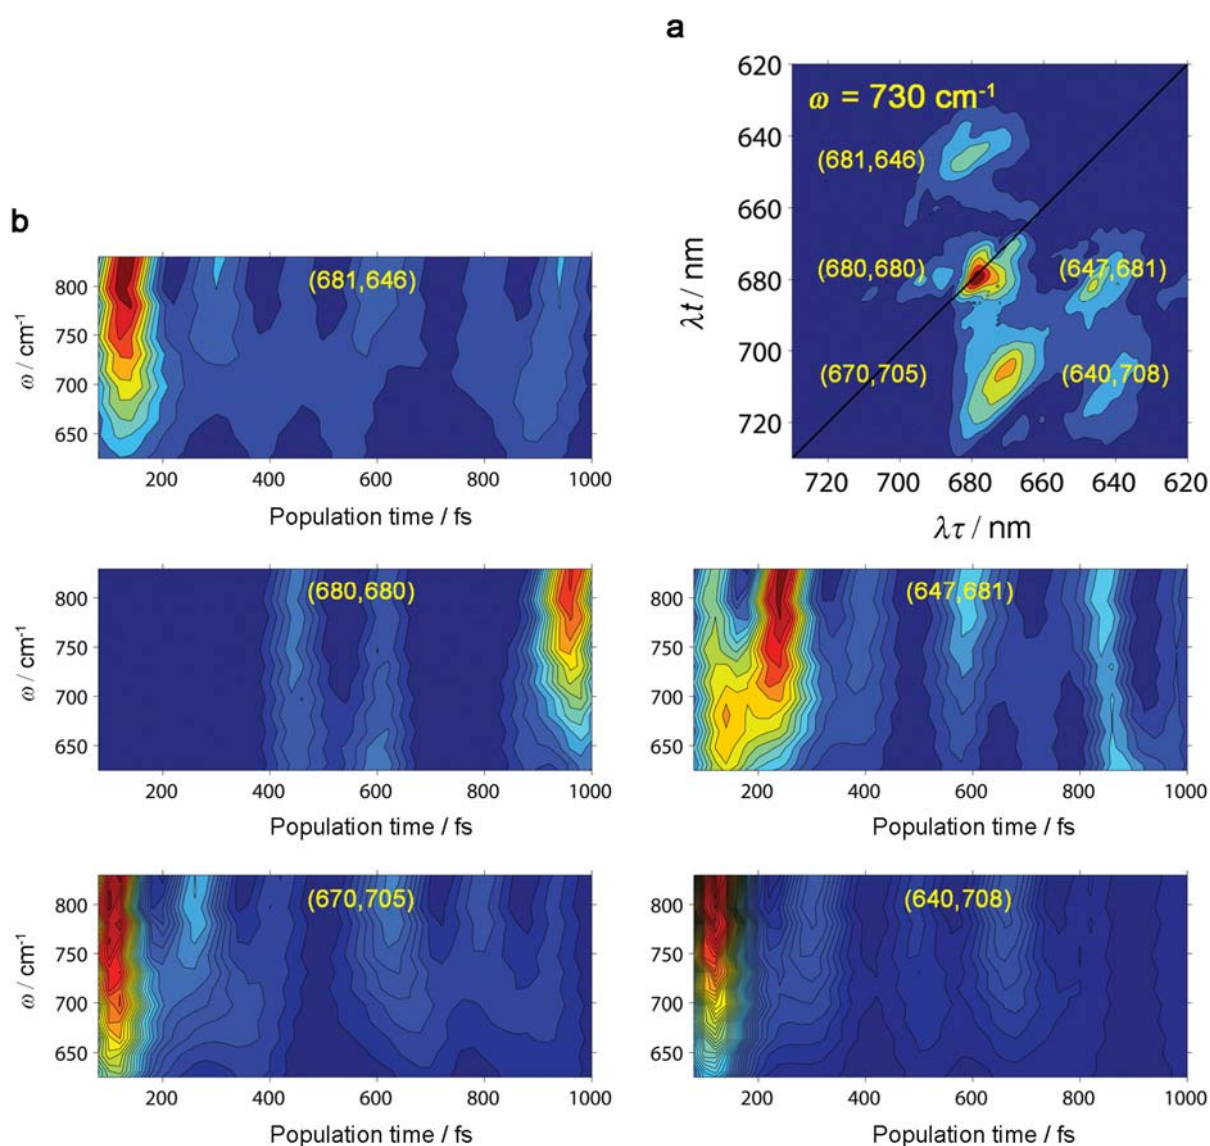 a
620
ω = 730 cm-1
640
(681,646)
660
680
(680,680)
(647,681)
700
(670,705)
(640,708)
720
λt / nm
720 700 680 660 640 620
λτ / nm
b
(681,646)
800
750
700
650
ω / cm-1
200 400 600 800 1000
Population time / fs
(680,680)
800
750
700
650
ω / cm-1
200 400 600 800 1000
Population time / fs
(647,681)
800
750
700
650
200 400 600 800 1000
Population time / fs
(670,705)
800
750
700
650
ω / cm-1
200 400 600 800 1000
Population time / fs
(640,708)
800
750
700
650
200 400 600 800 1000
Population time / fs